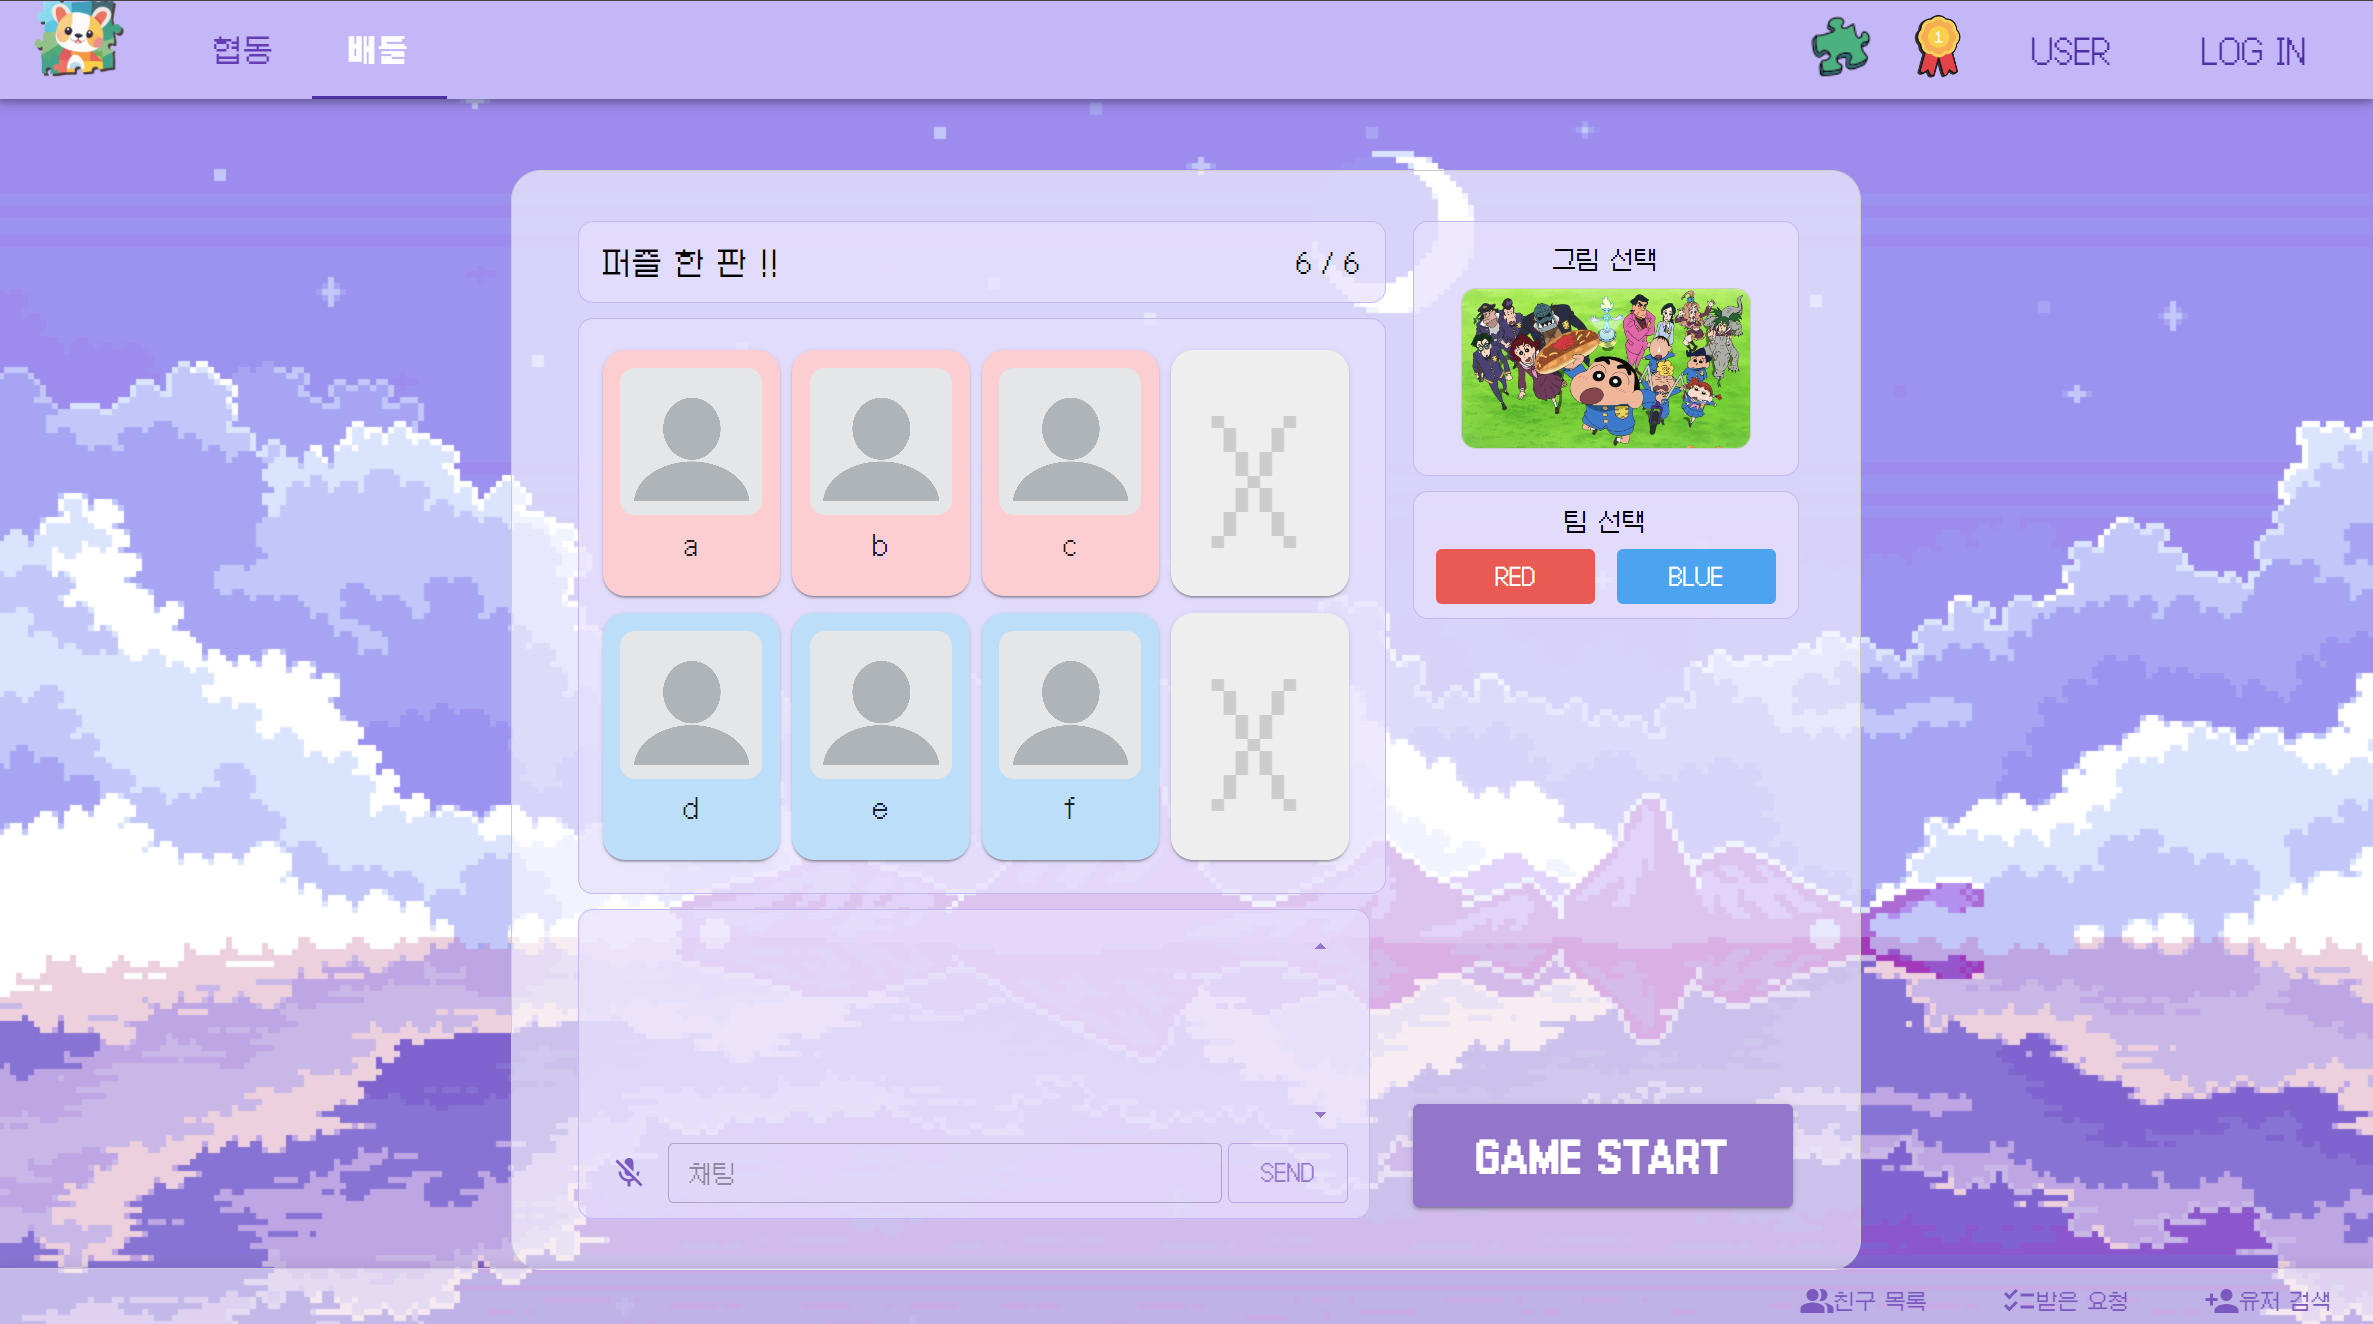 협동 배틀 1 USER LOG IN
퍼즐 한 판 !! 6 / 6
그림 선택
a b c X
팀 선택
RED BLUE
d e f X
채팅 SEND
GAME START
친구 목록 받은 요청 유저 검색